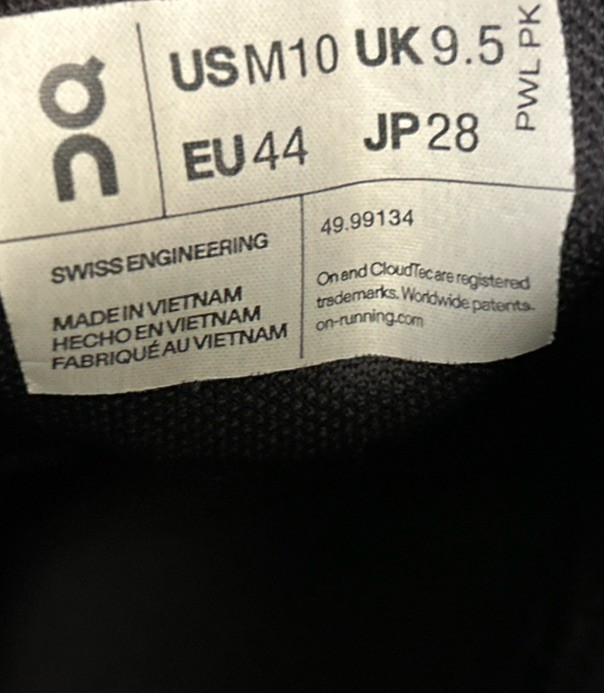 on
US M10 UK 9.5
EU 44 JP 28
PWL PK
SWISS ENGINEERING
MADE IN VIETNAM
HECHO EN VIETNAM
FABRIQUÉ AU VIETNAM
49.99134
On and CloudTec are registered
trademarks. Worldwide patents.
on-running.com